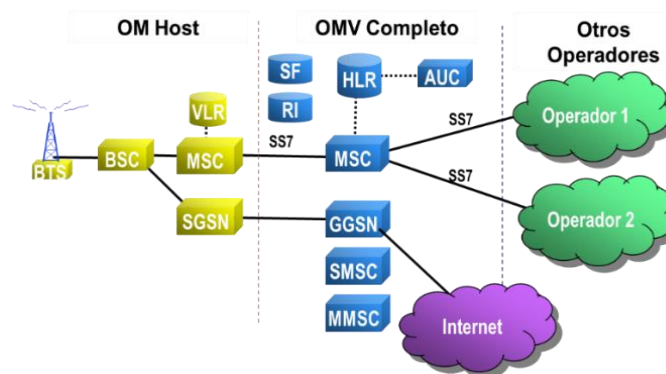 OM Host
OMV Completo
Otros
Operadores
SF
HLR
AUC
RI
VLR
SS7
Operador 1
BTS
BSC
MSC
SS7
MSC
SS7
Operador 2
SGSN
GGSN
SMSC
MMSC
Internet